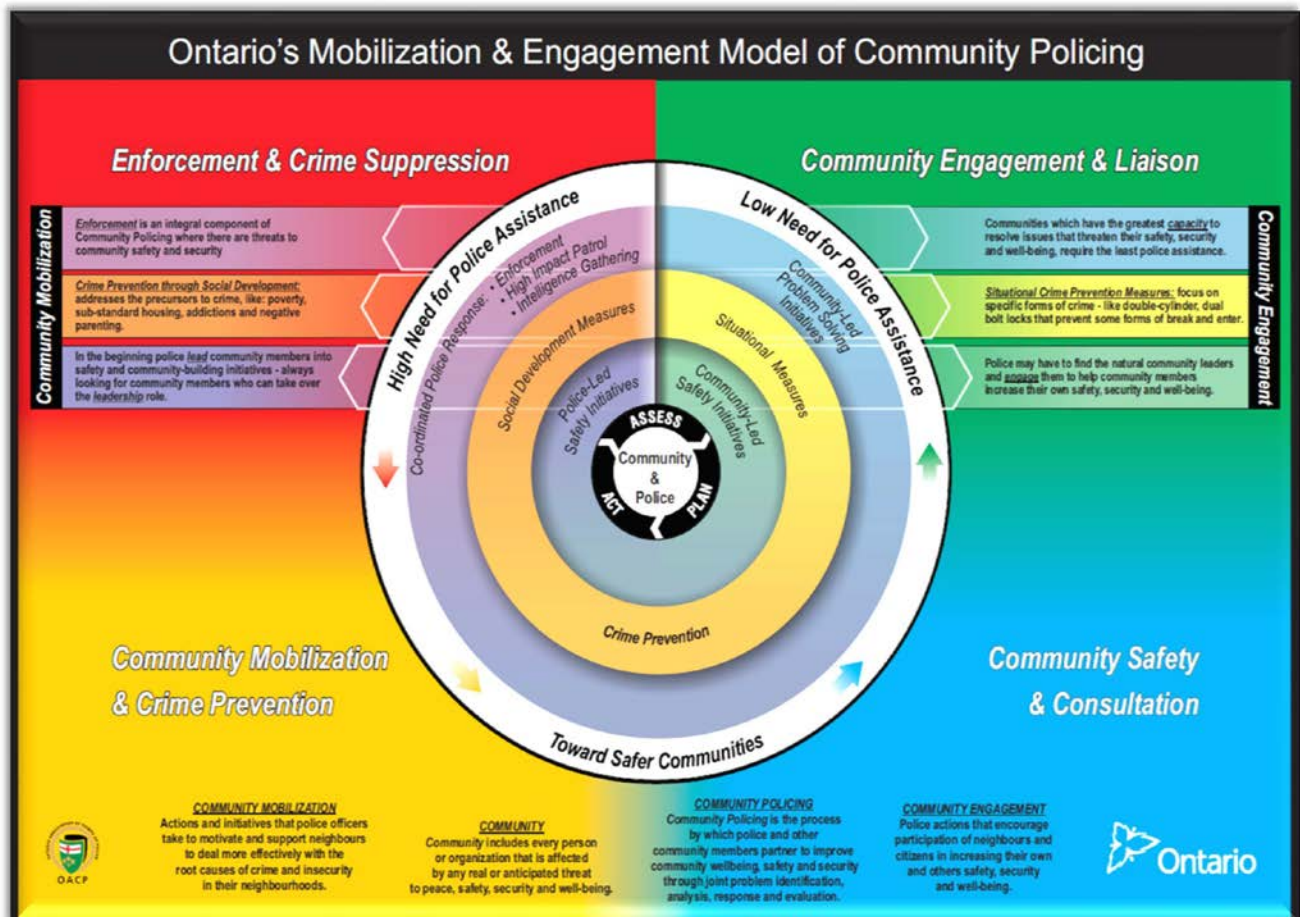 Ontario's Mobilization & Engagement Model of Community Policing
Enforcement & Crime Suppression
Community Engagement & Liaison
Community Mobilization
Enforcement is an integral component of
Community Policing where there are threats to
community safety and security
Crime Prevention through Social Development:
addresses the precursors to crime, like: poverty,
sub-standard housing, addictions and negative
parenting.
In the beginning police lead community members into
safety and community-building initiatives - always
looking for community members who can take over
the leadership role.
High Need for Police Assistance
Low Need for Police Assistance
Co-ordinated Police Response:
• Enforcement
• High Impact Patrol
• Intelligence Gathering
Social Development Measures
Police-Led
Safety Initiatives
Community-Led
Problem Solving
Initiatives
Situational Measures
Community-Led
Safety Initiatives
ASSESS
PLAN
ACT
Community
&
Police
Crime Prevention
Toward Safer Communities
Communities which have the greatest capacity to
resolve issues that threaten their safety, security
and well-being, require the least police assistance.
Situational Crime Prevention Measures: focus on
specific forms of crime - like double-cylinder, dual
bolt locks that prevent some forms of break and enter.
Police may have to find the natural community leaders
and engage them to help community members
increase their own safety, security and well-being.
Community Engagement
Community Mobilization
& Crime Prevention
Community Safety
& Consultation
OACP
COMMUNITY MOBILIZATION
Actions and initiatives that police officers
take to motivate and support neighbours
to deal more effectively with the
root causes of crime and insecurity
in their neighbourhoods.
COMMUNITY
Community includes every person
or organization that is affected
by any real or anticipated threat
to peace, safety, security and well-being.
COMMUNITY POLICING
Community Policing is the process
by which police and other
community members partner to improve
community wellbeing, safety and security
through joint problem identification,
analysis, response and evaluation.
COMMUNITY ENGAGEMENT
Police actions that encourage
participation of neighbours and
citizens in increasing their own
and others safety, security
and well-being.
Ontario